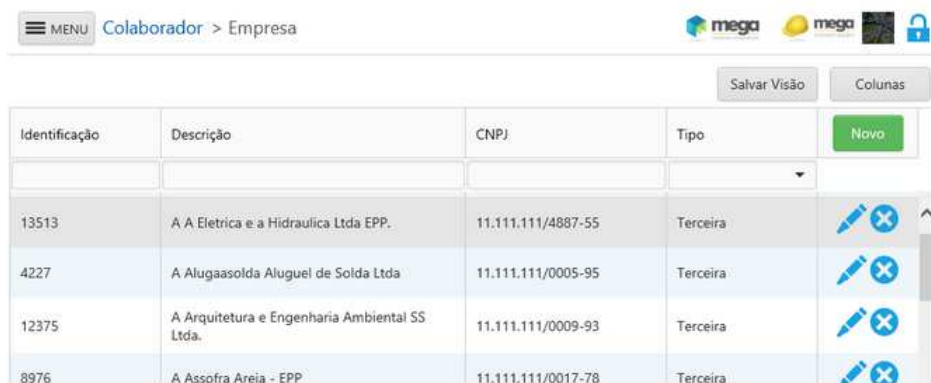 MENU Colaborador > Empresa mega mega
Salvar Visão Colunas
Identificação Descrição CNPJ Tipo Novo
13513 A A Eletrica e a Hidraulica Ltda EPP. 11.111.111/4887-55 Terceira
4227 A Alugaasolda Aluguel de Solda Ltda 11.111.111/0005-95 Terceira
12375 A Arquitetura e Engenharia Ambiental SS
Ltda. 11.111.111/0009-93 Terceira
8976 A Assofra Areia - EPP 11.111.111/0017-78 Terceira